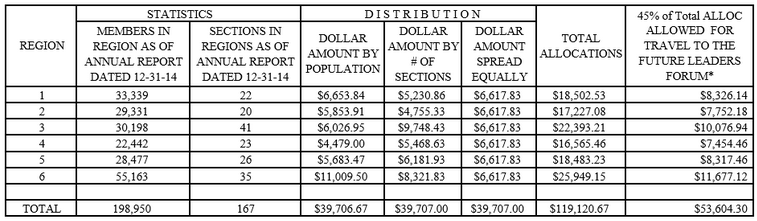 STATISTICS D I S T R I B U T I O N
REGION MEMBERS IN REGION AS OF ANNUAL REPORT DATED 12-31-14 SECTIONS IN REGIONS AS OF ANNUAL REPORT DATED 12-31-14 DOLLAR AMOUNT BY POPULATION DOLLAR AMOUNT BY # OF SECTIONS DOLLAR AMOUNT SPREAD EQUALLY TOTAL ALLOCATIONS 45% of Total ALLOC ALLOWED FOR TRAVEL TO THE FUTURE LEADERS FORUM*
1 33,339 22 $6,653.84 $5,230.86 $6,617.83 $18,502.53 $8,326.14
2 29,331 20 $5,853.91 $4,755.33 $6,617.83 $17,227.08 $7,752.18
3 30,198 41 $6,026.95 $9,748.43 $6,617.83 $22,393.21 $10,076.94
4 22,442 23 $4,479.00 $5,468.63 $6,617.83 $16,565.46 $7,454.46
5 28,477 26 $5,683.47 $6,181.93 $6,617.83 $18,483.23 $8,317.46
6 55,163 35 $11,009.50 $8,321.83 $6,617.83 $25,949.15 $11,677.12
TOTAL 198,950 167 $39,706.67 $39,707.00 $39,707.00 $119,120.67 $53,604.30